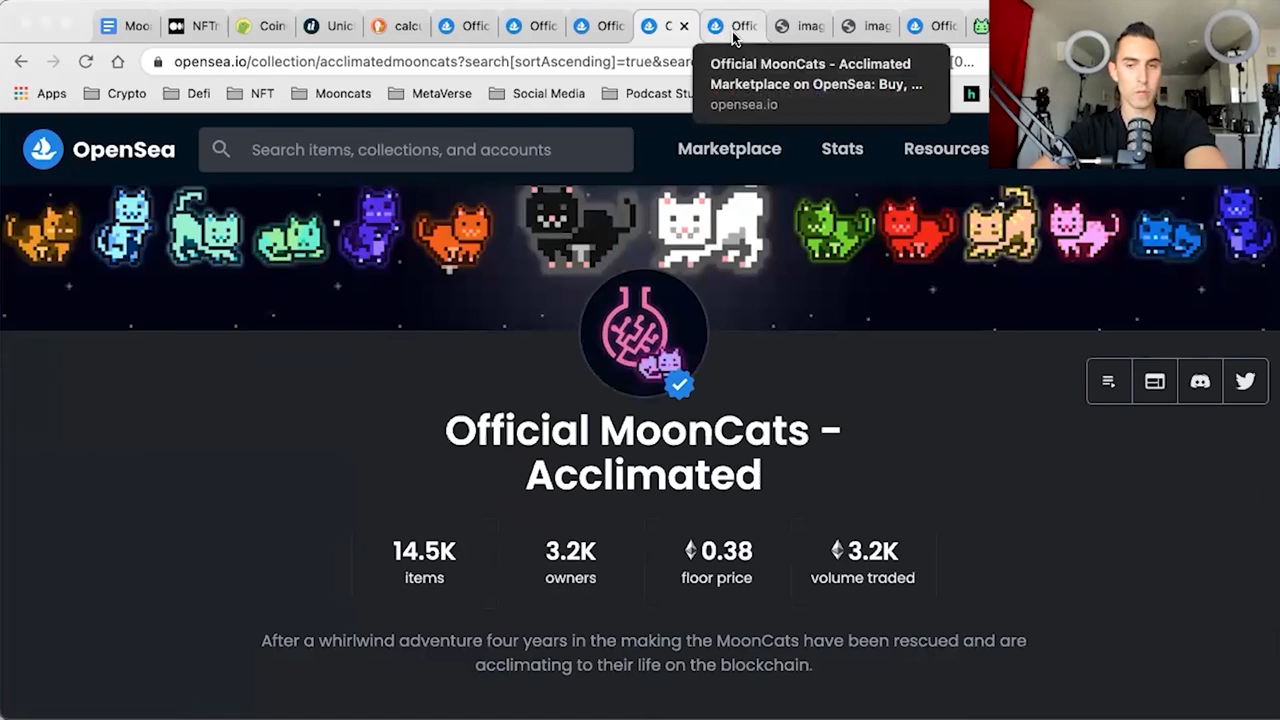 Moo
NFTr
Coin
Unic
calcu
Offic
Offic
Offic
C
Offic
imag
imag
Offic
opensea.io/collection/acclimatedmooncats?search[sortAscending]=true&sear
[0...
Official MoonCats - Acclimated
Marketplace on OpenSea: Buy, ...
opensea.io
Apps
Crypto
Defi
NFT
Mooncats
MetaVerse
Social Media
Podcast Stu
h
OpenSea
Search items, collections, and accounts
Marketplace
Stats
Resources
Official MoonCats -
Acclimated
14.5K
3.2K
0.38
3.2K
items
owners
floor price
volume traded
After a whirlwind adventure four years in the making the MoonCats have been rescued and are
acclimating to their life on the blockchain.